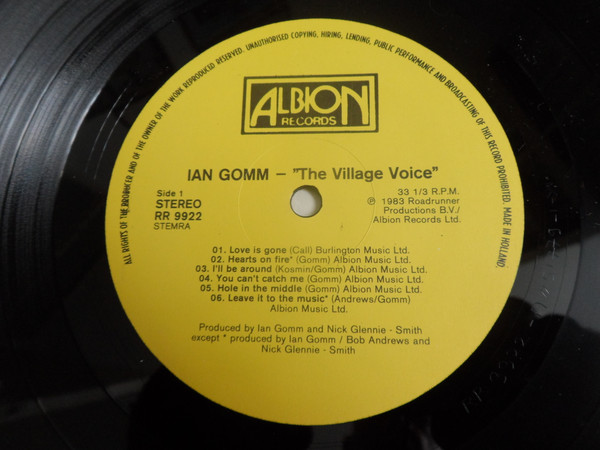 ALL RIGHTS OF THE PRODUCER AND OF THE OWNER OF THE WORK REPRODUCED RESERVED. UNAUTHORISED COPYING, HIRING, LENDING, PUBLIC PERFORMANCE AND BROADCASTING OF THIS RECORD PROHIBITED. MADE IN HOLLAND.
ALBION
RECORDS
IAN GOMM – "The Village Voice"
Side 1
STEREO
RR 9922
STEMRA
33 1/3 R.P.M.
℗ 1983 Roadrunner
Productions B.V./
Albion Records Ltd.
01. Love is gone (Call) Burlington Music Ltd.
02. Hearts on fire* (Gomm) Albion Music Ltd.
03. I'll be around (Kosmin/Gomm) Albion Music Ltd.
04. You can't catch me (Gomm) Albion Music Ltd.
05. Hole in the middle (Gomm) Albion Music Ltd.
06. Leave it to the music* (Andrews/Gomm)
Albion Music Ltd.
Produced by Ian Gomm and Nick Glennie - Smith
except * produced by Ian Gomm / Bob Andrews and
Nick Glennie - Smith